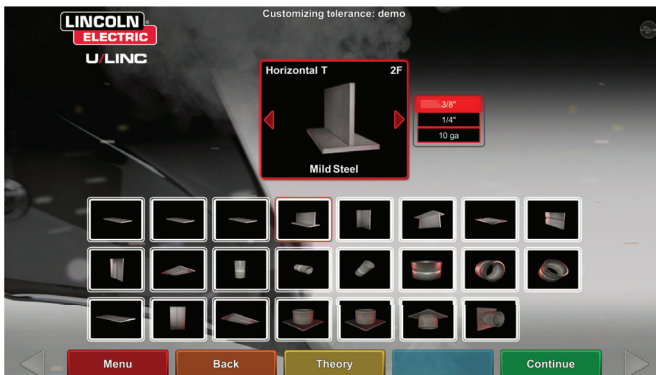 Customizing tolerance: demo
LINCOLN®
ELECTRIC
U/LINC
Horizontal T 2F
Mild Steel
3/8"
1/4"
10 ga
Menu
Back
Theory
Continue